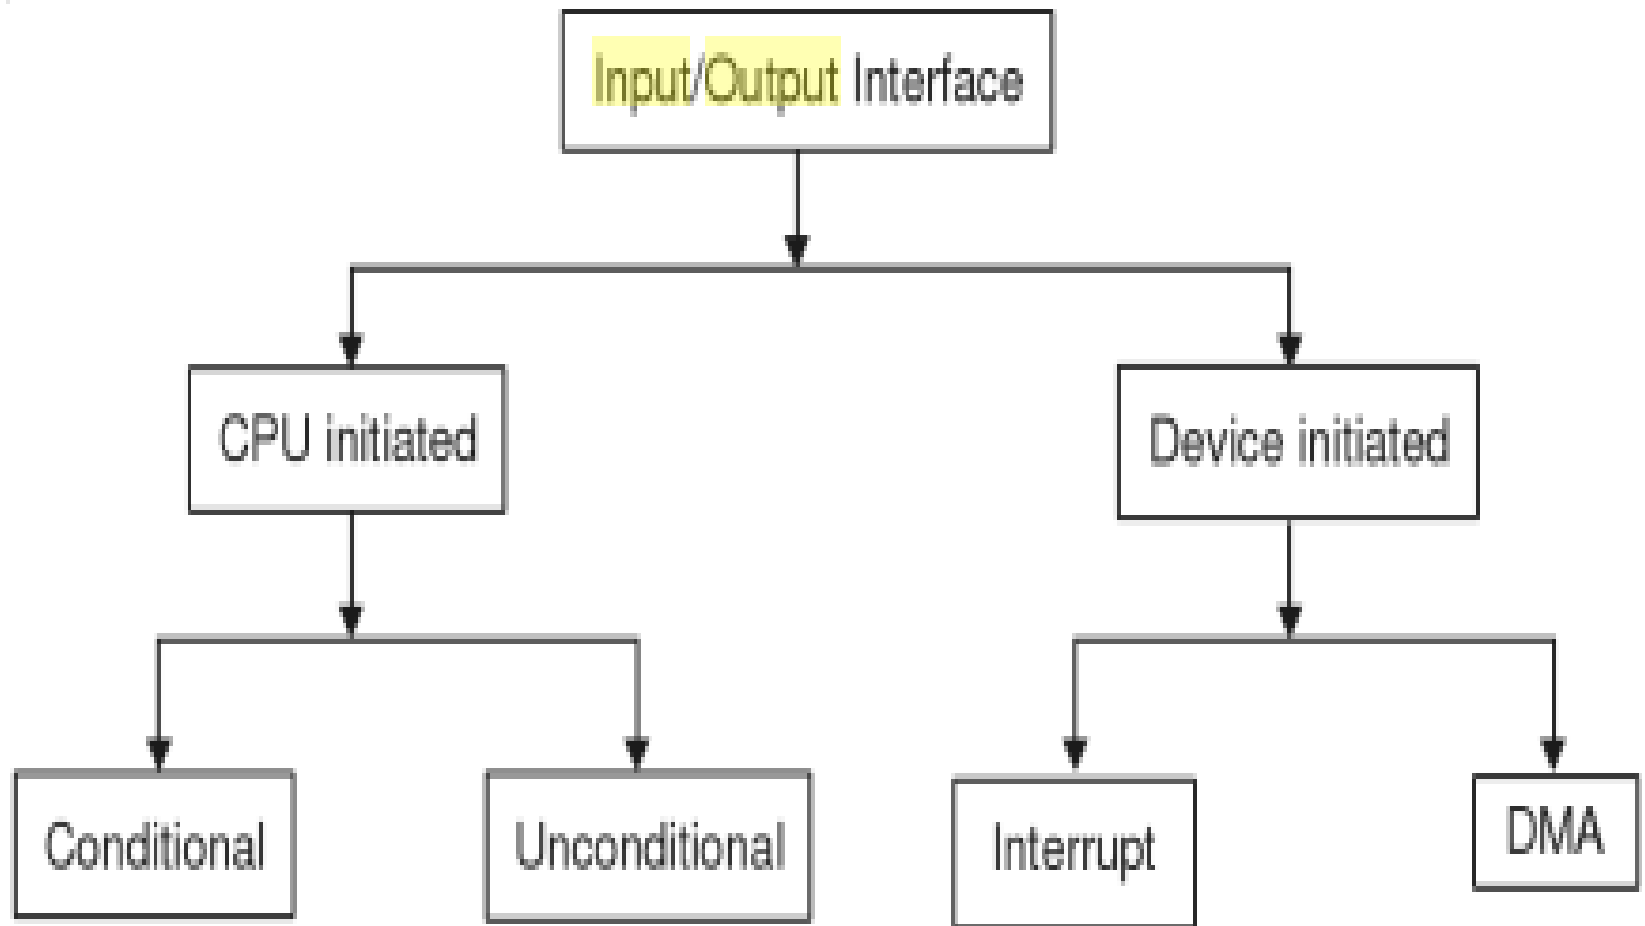 Input/Output Interface
CPU initiated
Device initiated
Conditional
Unconditional
Interrupt
DMA